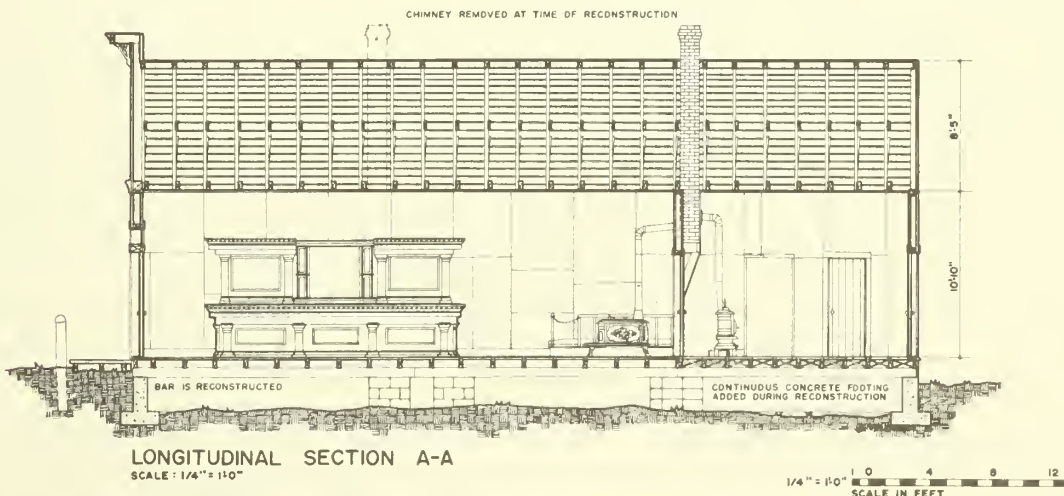 CHIMNEY REMOVED AT TIME OF RECONSTRUCTION
8'-5"
10'-10"
BAR IS RECONSTRUCTED
CONTINUOUS CONCRETE FOOTING
ADDED DURING RECONSTRUCTION
LONGITUDINAL SECTION A-A
SCALE: 1/4" = 1'-0"
1/4" = 1'-0" 1 0 4 8 12
SCALE IN FEET